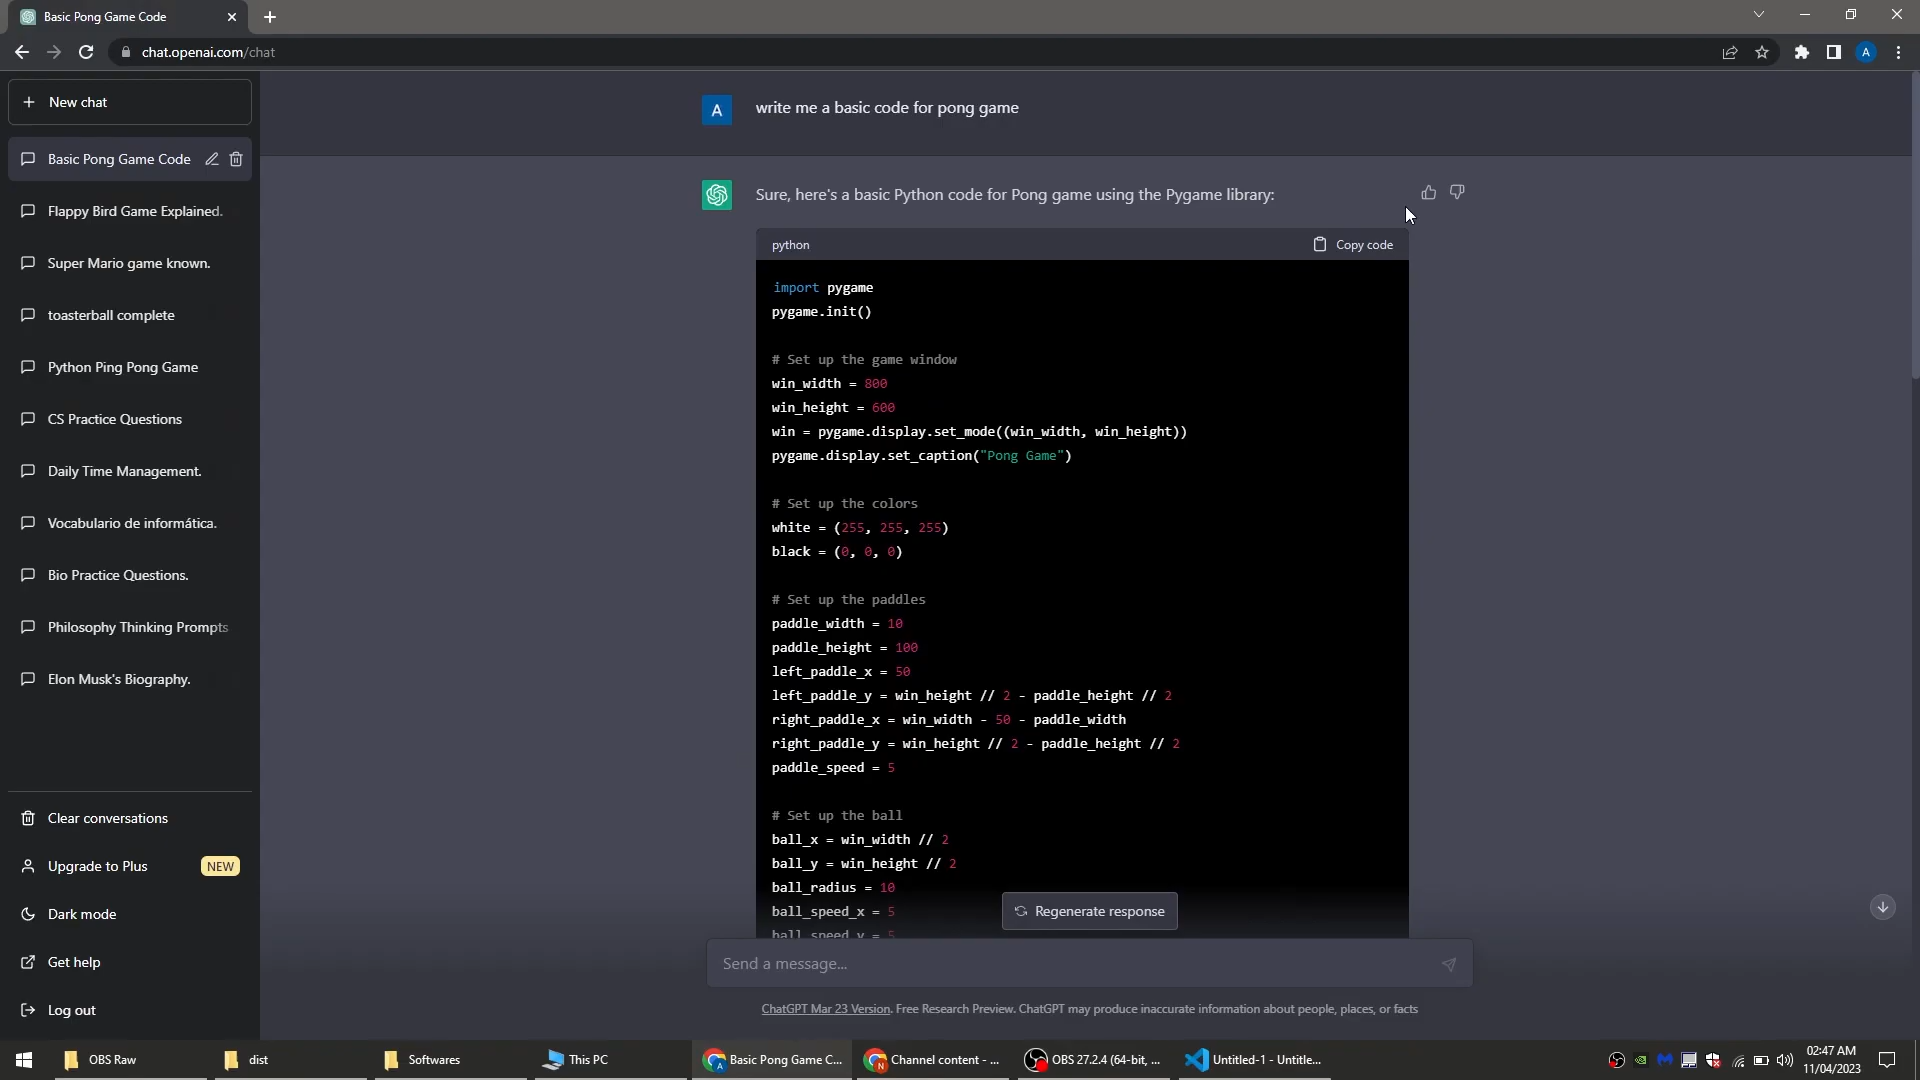 Basic Pong Game Code
chat.openai.com/chat
A
New chat
Basic Pong Game Code
Flappy Bird Game Explained.
Super Mario game known.
toasterball complete
Python Ping Pong Game
CS Practice Questions
Daily Time Management.
Vocabulario de informática.
Bio Practice Questions.
Philosophy Thinking Prompts
Elon Musk's Biography.
Clear conversations
Upgrade to Plus NEW
Dark mode
Get help
Log out
A write me a basic code for pong game
Sure, here's a basic Python code for Pong game using the Pygame library:
python Copy code
import pygame
pygame.init()
# Set up the game window
win_width = 800
win_height = 600
win = pygame.display.set_mode((win_width, win_height))
pygame.display.set_caption("Pong Game")
# Set up the colors
white = (255, 255, 255)
black = (0, 0, 0)
# Set up the paddles
paddle_width = 10
paddle_height = 100
left_paddle_x = 50
left_paddle_y = win_height // 2 - paddle_height // 2
right_paddle_x = win_width - 50 - paddle_width
right_paddle_y = win_height // 2 - paddle_height // 2
paddle_speed = 5
# Set up the ball
ball_x = win_width // 2
ball_y = win_height // 2
ball_radius = 10
ball_speed_x = 5
ball_speed_y = 5
Regenerate response
Send a message...
ChatGPT Mar 23 Version. Free Research Preview. ChatGPT may produce inaccurate information about people, places, or facts
OBS Raw
dist
Softwares
This PC
Basic Pong Game C...
Channel content - ...
OBS 27.2.4 (64-bit, ...
Untitled-1 - Untitle...
02:47 AM
11/04/2023